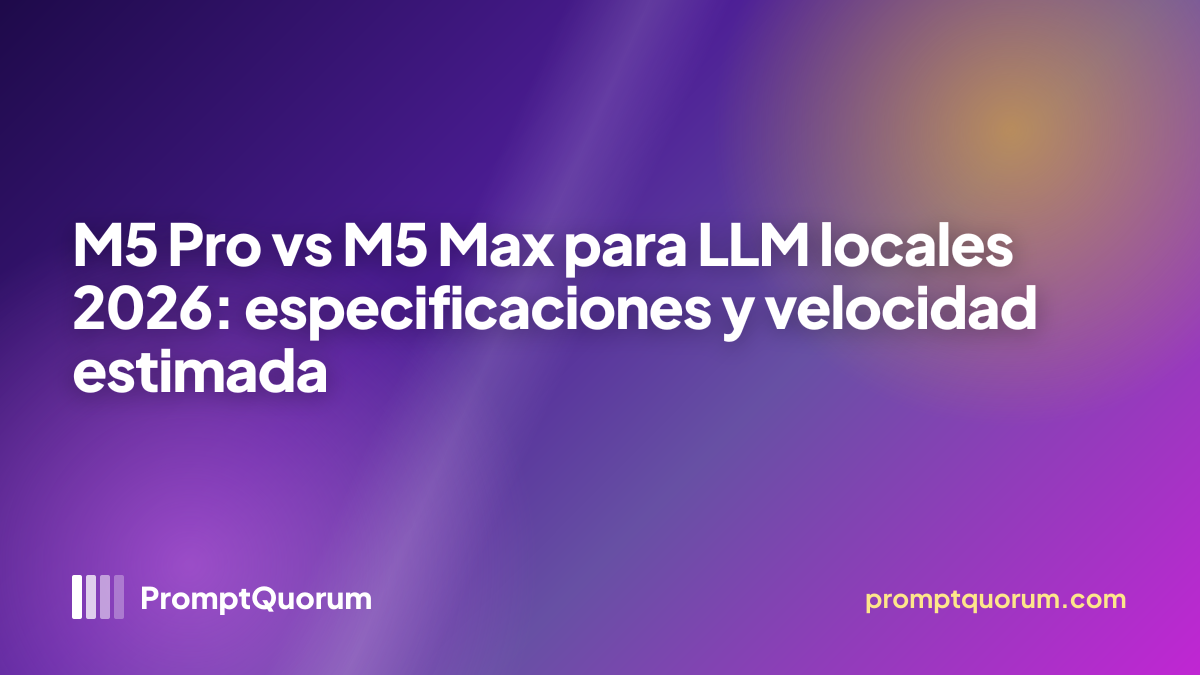 M5 Pro vs M5 Max para LLM locales
2026: especificaciones y velocidad
estimada
PromptQuorum
promptquorum.com